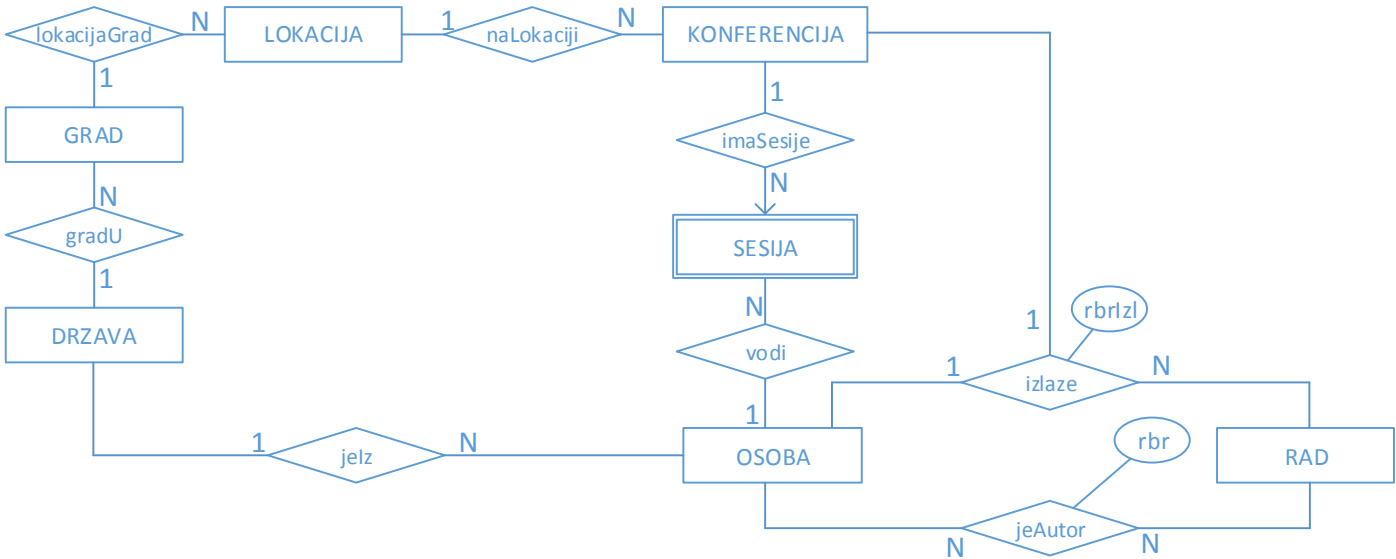 lokacijaGrad
N
LOKACIJA
1
naLokaciji
N
KONFERENCIJA
1
1
GRAD
imaSesije
N
N
gradU
SESIJA
1
N
rbrIzl
DRZAVA
1
vodi
1
izlaze
N
1
1
jeIz
N
OSOBA
rbr
RAD
N
jeAutor
N